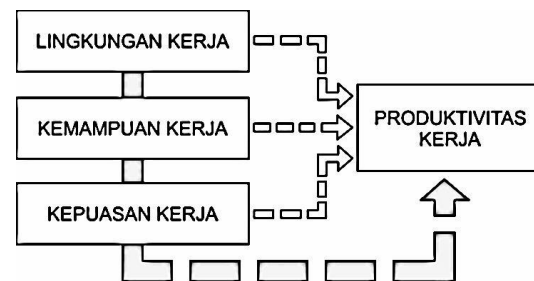 LINGKUNGAN KERJA
KEMAMPUAN KERJA
KEPUASAN KERJA
PRODUKTIVITAS
KERJA